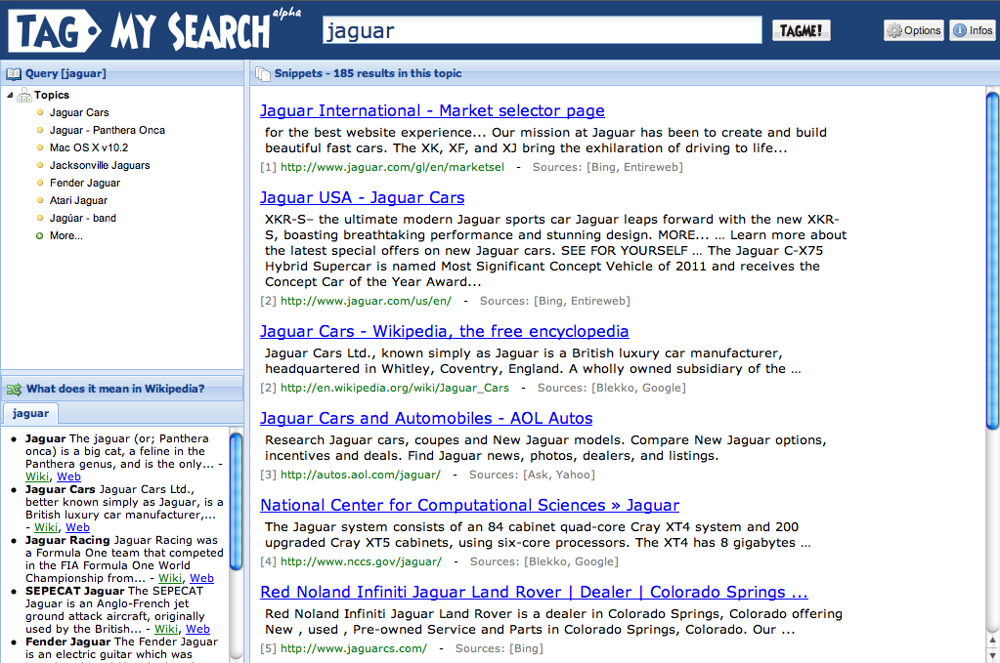 TAG MY SEARCH alpha
jaguar
TAGME!
Options
Infos
Query [jaguar]
Topics
Jaguar Cars
Jaguar - Panthera Onca
Mac OS X v10.2
Jacksonville Jaguars
Fender Jaguar
Atari Jaguar
Jagúar - band
More...
What does it mean in Wikipedia?
jaguar
Jaguar The jaguar (or; Panthera
onca) is a big cat, a feline in the
Panthera genus, and is the only... -
Wiki, Web
Jaguar Cars Jaguar Cars Ltd.,
better known simply as Jaguar, is a
British luxury car manufacturer,...
- Wiki, Web
Jaguar Racing Jaguar Racing was
a Formula One team that competed
in the FIA Formula One World
Championship from... - Wiki, Web
SEPECAT Jaguar The SEPECAT
Jaguar is an Anglo-French jet
ground attack aircraft, originally
used by the British... - Wiki, Web
Fender Jaguar The Fender Jaguar
is an electric guitar which was
Snippets - 185 results in this topic
Jaguar International - Market selector page
for the best website experience... Our mission at Jaguar has been to create and build
beautiful fast cars. The XK, XF, and XJ bring the exhilaration of driving to life...
[1] http://www.jaguar.com/gl/en/marketsel - Sources: [Bing, Entireweb]
Jaguar USA - Jaguar Cars
XKR-S– the ultimate modern Jaguar sports car Jaguar leaps forward with the new XKR-
S, boasting breathtaking performance and stunning design. MORE... … Learn more about
the latest special offers on new Jaguar cars. SEE FOR YOURSELF … The Jaguar C-X75
Hybrid Supercar is named Most Significant Concept Vehicle of 2011 and receives the
Concept Car of the Year Award...
[2] http://www.jaguar.com/us/en/ - Sources: [Bing, Entireweb]
Jaguar Cars - Wikipedia, the free encyclopedia
Jaguar Cars Ltd., known simply as Jaguar is a British luxury car manufacturer,
headquartered in Whitley, Coventry, England. A wholly owned subsidiary of the ...
[2] http://en.wikipedia.org/wiki/Jaguar_Cars - Sources: [Blekko, Google]
Jaguar Cars and Automobiles - AOL Autos
Research Jaguar cars, coupes and New Jaguar models. Compare New Jaguar options,
incentives and deals. Find Jaguar news, photos, dealers, and listings.
[3] http://autos.aol.com/jaguar/ - Sources: [Ask, Yahoo]
National Center for Computational Sciences » Jaguar
The Jaguar system consists of an 84 cabinet quad-core Cray XT4 system and 200
upgraded Cray XT5 cabinets, using six-core processors. The XT4 has 8 gigabytes ...
[4] http://www.nccs.gov/jaguar/ - Sources: [Blekko, Google]
Red Noland Infiniti Jaguar Land Rover | Dealer | Colorado Springs ...
Red Noland Infiniti Jaguar Land Rover is a dealer in Colorado Springs, Colorado offering
New , used , Pre-owned Service and Parts in Colorado Springs, Colorado. Our ...
[5] http://www.jaguarcs.com/ - Sources: [Bing]